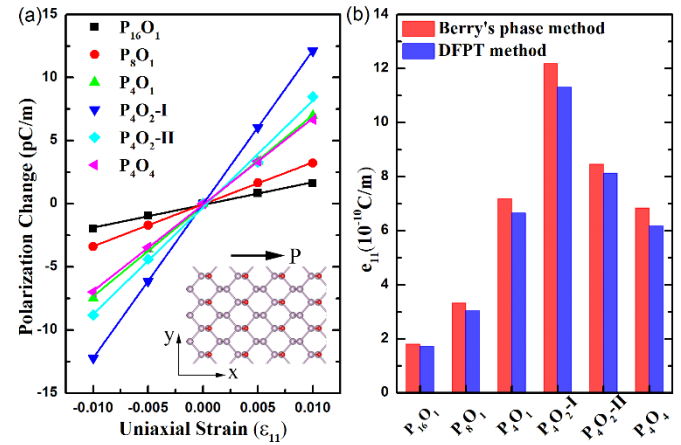 (a)
P₁₆O₁
P₈O₁
P₄O₁
P₄O₂-I
P₄O₂-II
P₄O₄
Polarization Change (pC/m)
15
10
5
0
-5
-10
-15
P
y
x
-0.010 -0.005 0.000 0.005 0.010
Uniaxial Strain (ε₁₁)
(b)
Berry's phase method
DFPT method
e₁₁(10⁻¹⁰C/m)
14
12
10
8
6
4
2
0
P₁₆O₁ P₈O₁ P₄O₁ P₄O₂-I P₄O₂-II P₄O₄